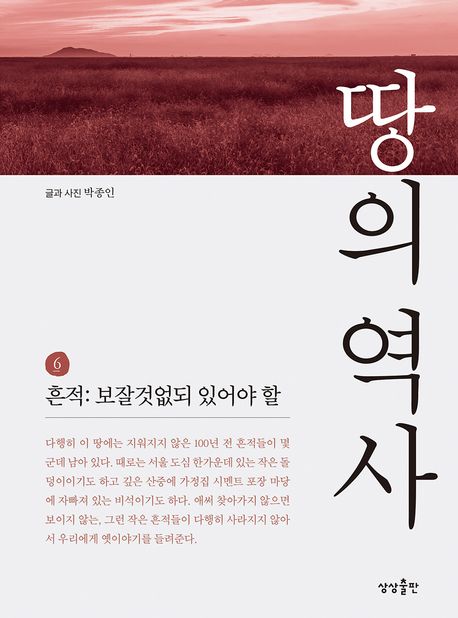 땅의 역사
글과 사진 박종인
6
흔적: 보잘것없되 있어야 할
다행히 이 땅에는 지워지지 않은 100년 전 흔적들이 몇
군데 남아 있다. 때로는 서울 도심 한가운데 있는 작은 돌
덩이이기도 하고 깊은 산중에 가정집 시멘트 포장 마당
에 자빠져 있는 비석이기도 하다. 애써 찾아가지 않으면
보이지 않는, 그런 작은 흔적들이 다행히 사라지지 않아
서 우리에게 옛이야기를 들려준다.
상상출판